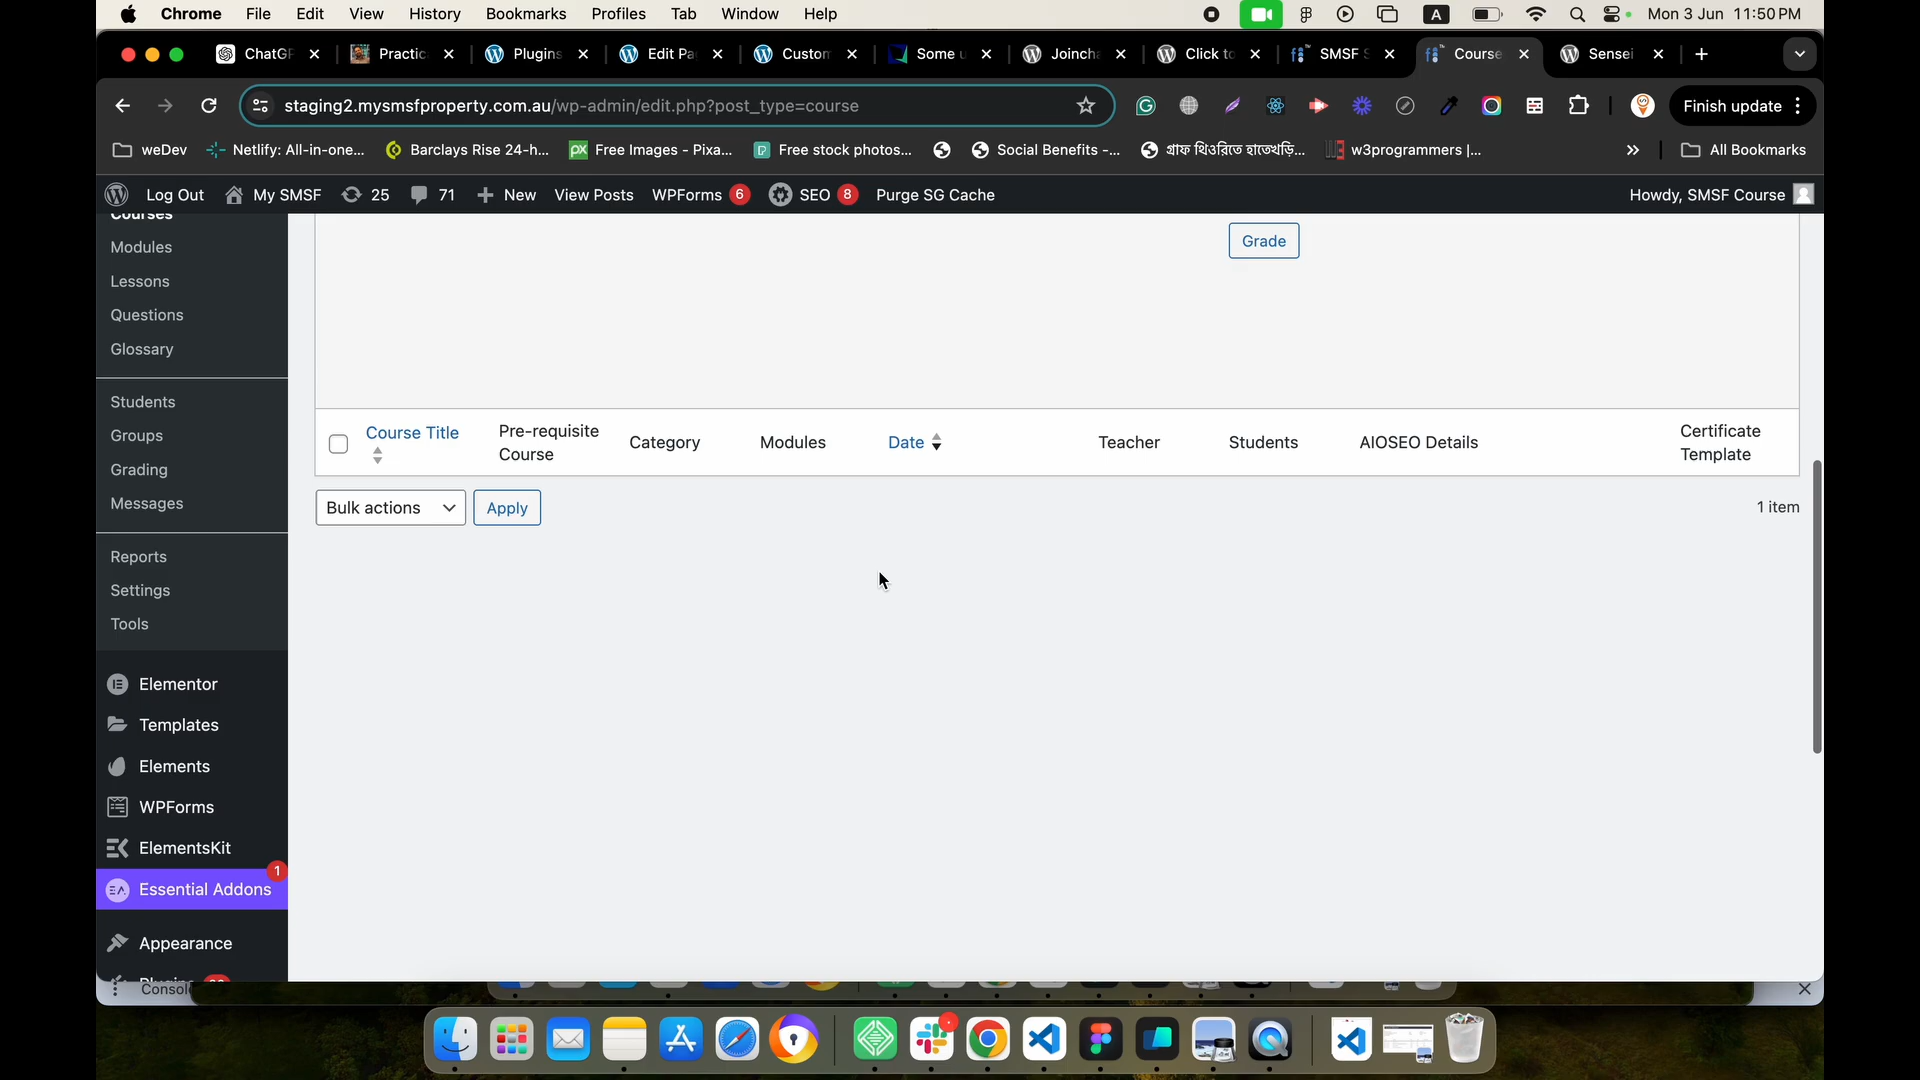 Chrome File Edit View History Bookmarks Profiles Tab Window Help A Mon 3 Jun 11:50 PM
ChatGP Practic Plugins Edit Pa Custom Some u Joincha Click to SMSF S Course Sensei
staging2.mysmsfproperty.com.au/wp-admin/edit.php?post_type=course Finish update
weDev Netlify: All-in-one... Barclays Rise 24-h... Free Images - Pixa... Free stock photos... Social Benefits -... গ্রাফ থিওরিতে হাতেখড়ি... w3programmers |... » All Bookmarks
Log Out My SMSF 25 71 New View Posts WPForms 6 SEO 8 Purge SG Cache Howdy, SMSF Course
Courses
Modules
Lessons
Questions
Glossary
Students
Groups
Grading
Messages
Reports
Settings
Tools
Elementor
Templates
Elements
WPForms
ElementsKit
Essential Addons 1
Appearance
Grade
Course Title Pre-requisite Course Category Modules Date Teacher Students AIOSEO Details Certificate Template
Bulk actions Apply 1 item